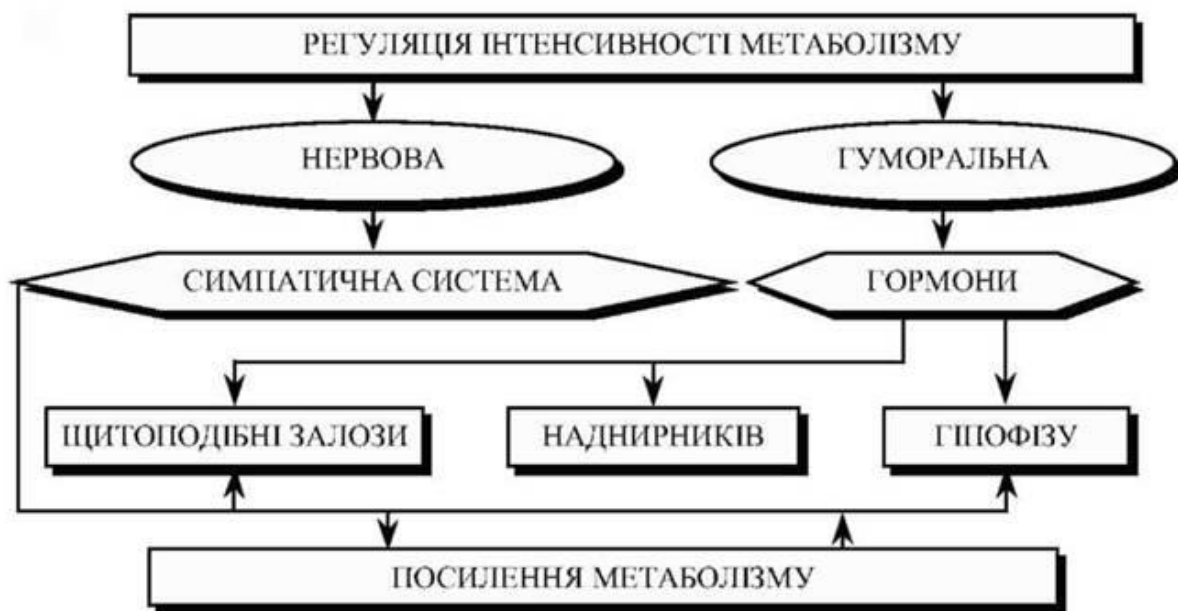 РЕГУЛЯЦІЯ ІНТЕНСИВНОСТІ МЕТАБОЛІЗМУ
НЕРВОВА
ГУМОРАЛЬНА
СИМПАТИЧНА СИСТЕМА
ГОРМОНИ
ЩИТОПОДІБНІ ЗАЛОЗИ
НАДНИРНИКІВ
ГІПОФІЗУ
ПОСИЛЕННЯ МЕТАБОЛІЗМУ